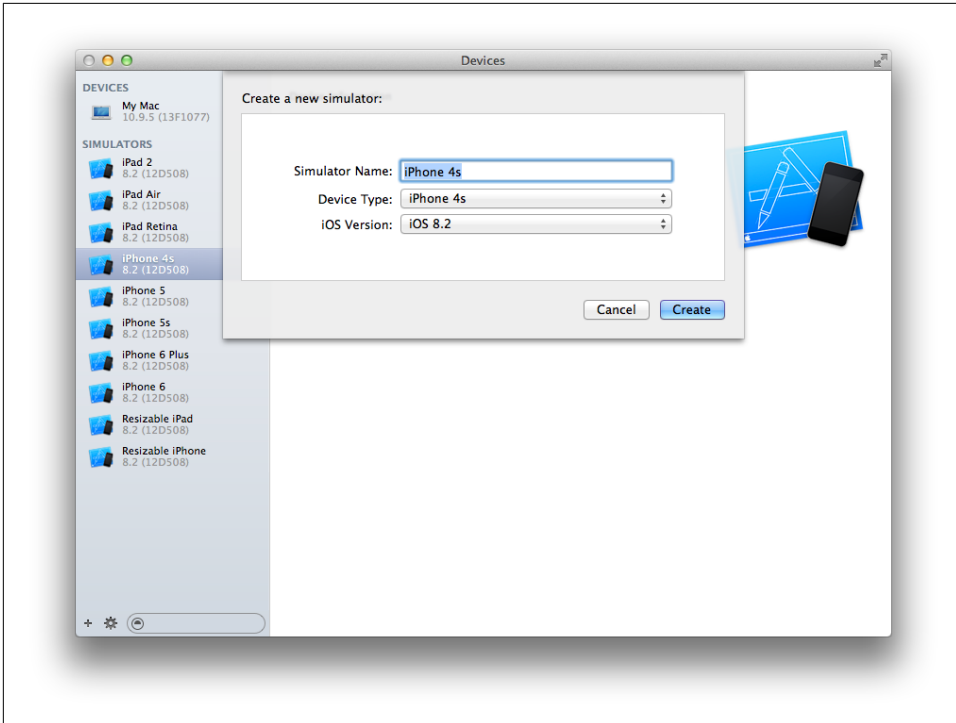 Devices
DEVICES
My Mac
10.9.5 (13F1077)
SIMULATORS
iPad 2
8.2 (12D508)
iPad Air
8.2 (12D508)
iPad Retina
8.2 (12D508)
iPhone 4s
8.2 (12D508)
iPhone 5
8.2 (12D508)
iPhone 5s
8.2 (12D508)
iPhone 6 Plus
8.2 (12D508)
iPhone 6
8.2 (12D508)
Resizable iPad
8.2 (12D508)
Resizable iPhone
8.2 (12D508)
Create a new simulator:
Simulator Name: iPhone 4s
Device Type: iPhone 4s
iOS Version: iOS 8.2
Cancel Create